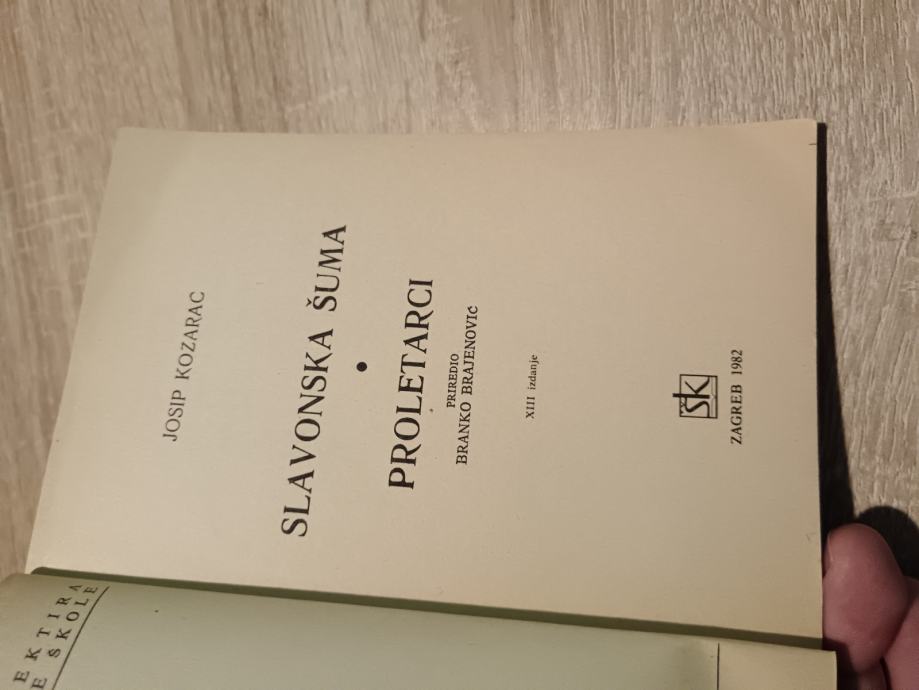 JOSIP KOZARAC
SLAVONSKA ŠUMA
•
PROLETARCI
PRIREDIO
BRANKO BRAJENOVIĆ
XIII izdanje
ŠK
ZAGREB 1982
EKTIRA
E ŠKOLE